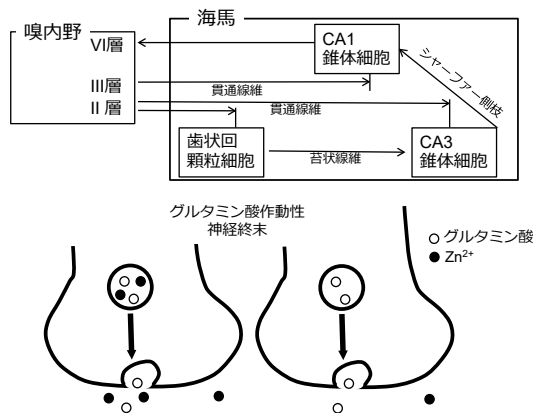 海馬
嗅内野
VI層
III層
II 層
CA1
錐体細胞
シャーファー側枝
貫通線維
貫通線維
歯状回
顆粒細胞
苔状線維
CA3
錐体細胞
グルタミン酸作動性
神経終末
グルタミン酸
Zn²⁺